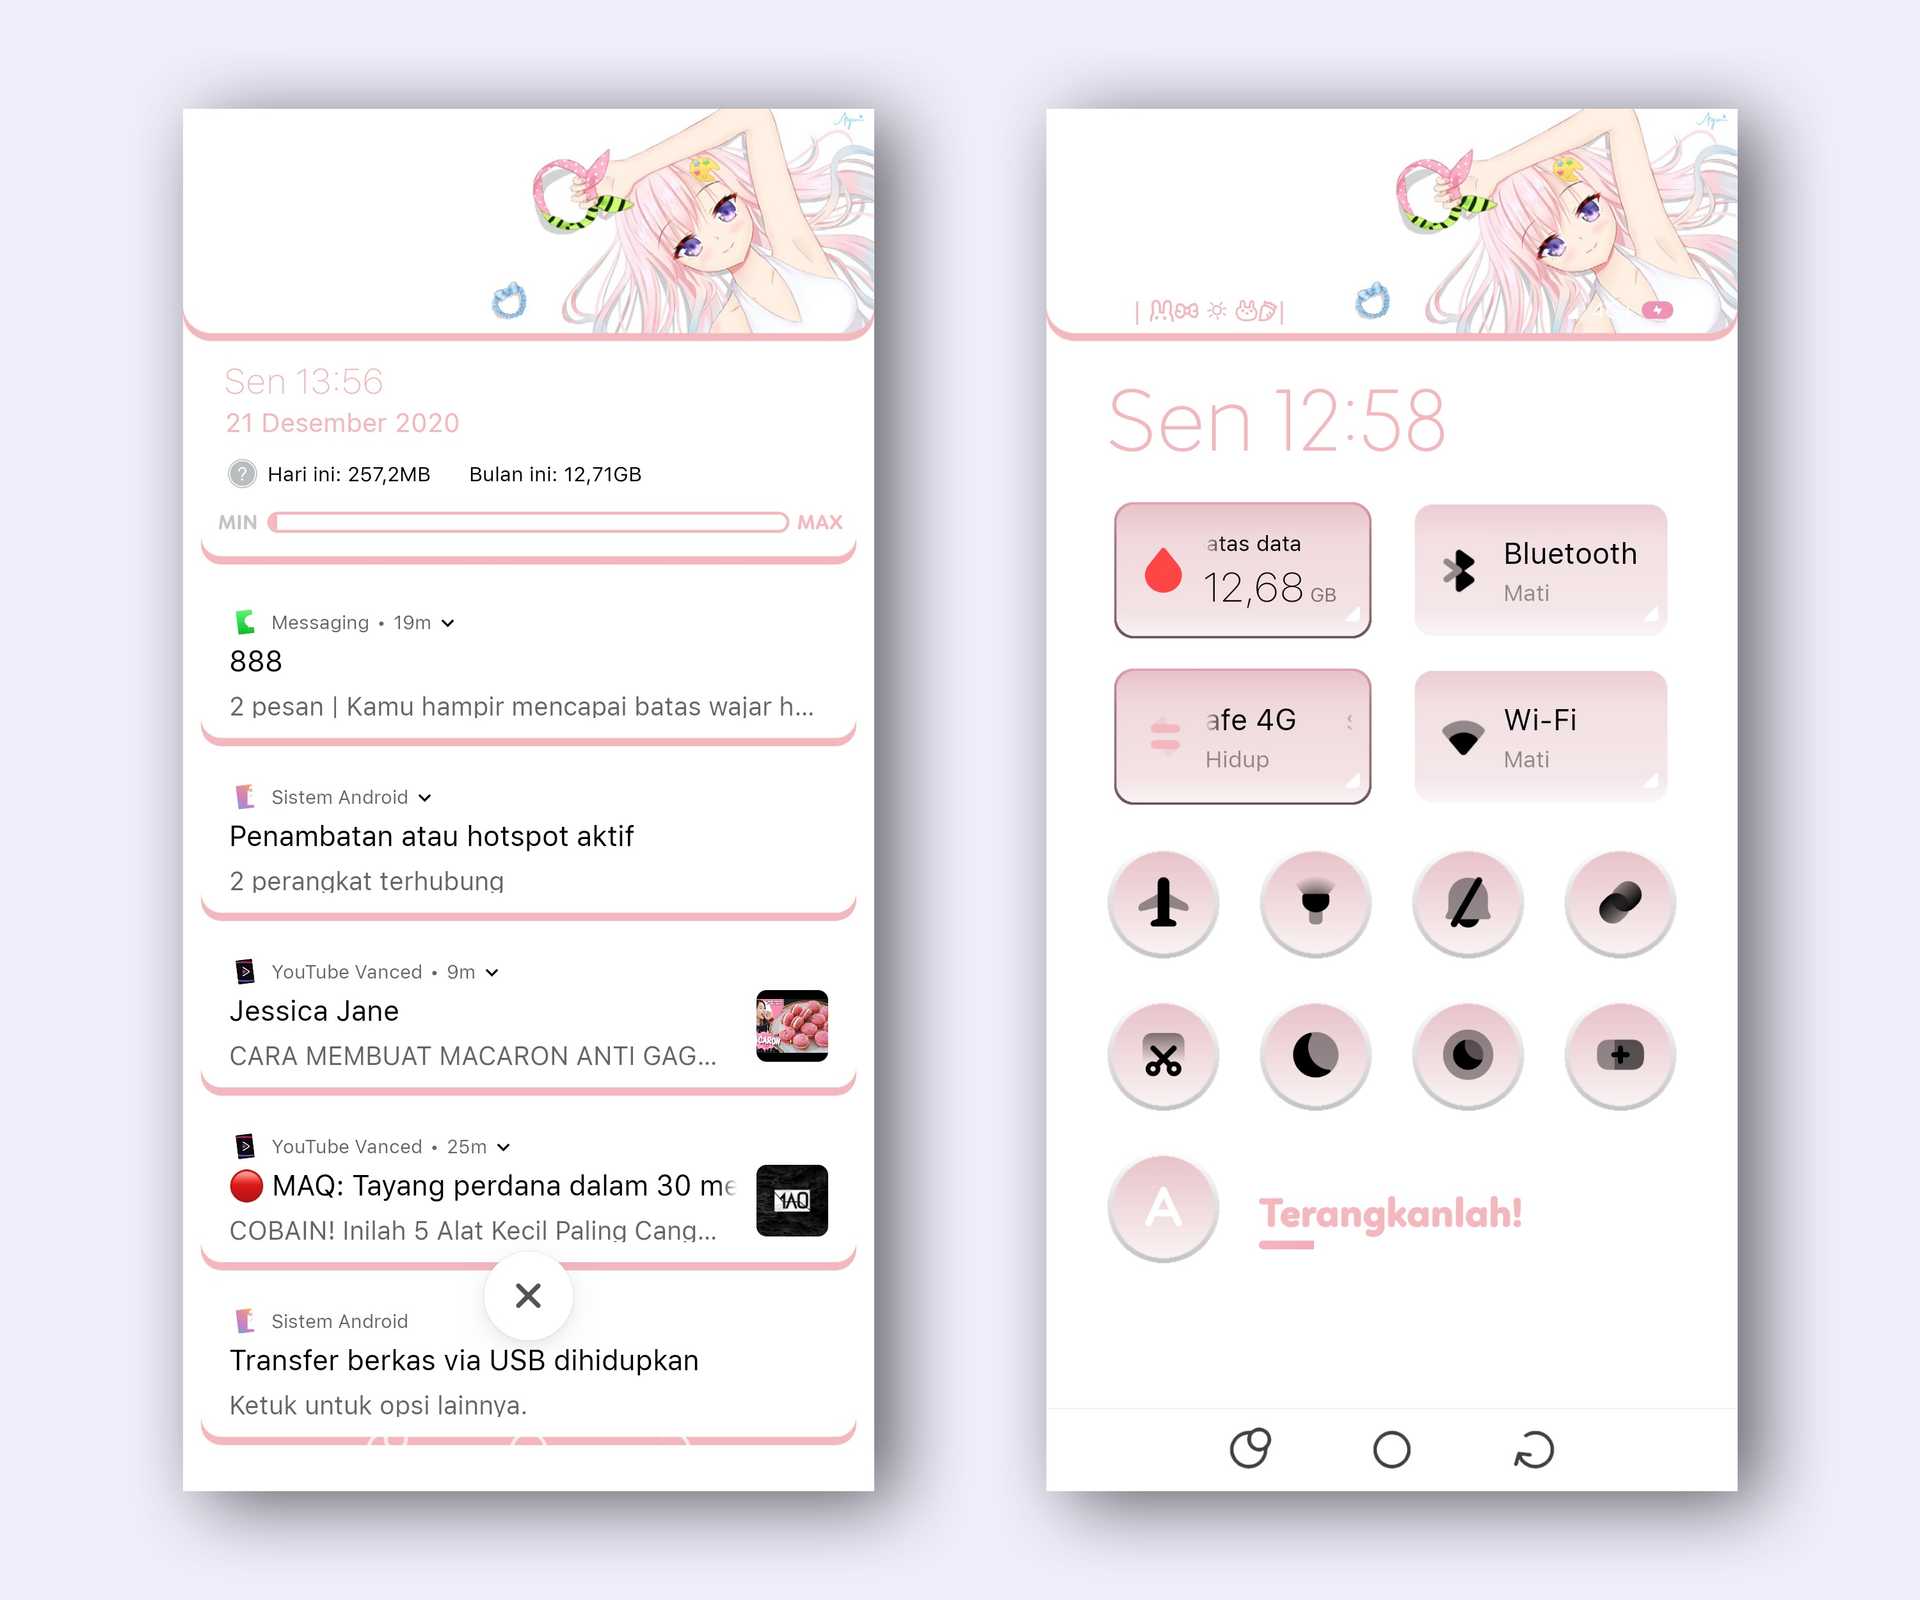 Sen 13:56
21 Desember 2020
Hari ini: 257,2MB Bulan ini: 12,71GB
MIN MAX
Messaging • 19m
888
2 pesan | Kamu hampir mencapai batas wajar h...
Sistem Android
Penambatan atau hotspot aktif
2 perangkat terhubung
YouTube Vanced • 9m
Jessica Jane
CARA MEMBUAT MACARON ANTI GAG...
YouTube Vanced • 25m
🔴 MAQ: Tayang perdana dalam 30 me
COBAIN! Inilah 5 Alat Kecil Paling Cang...
Sistem Android
Transfer berkas via USB dihidupkan
Ketuk untuk opsi lainnya.
Sen 12:58
atas data
12,68 GB
Bluetooth
Mati
afe 4G
Hidup
Wi-Fi
Mati
A
Terangkanlah!